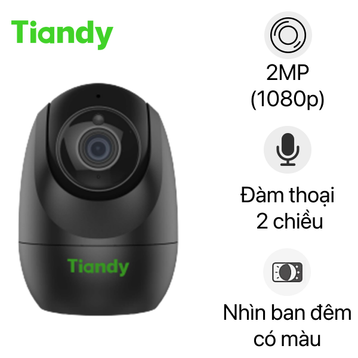 Tiandy
2MP
(1080p)
Đàm thoại
2 chiều
Tiandy
Nhìn ban đêm
có màu